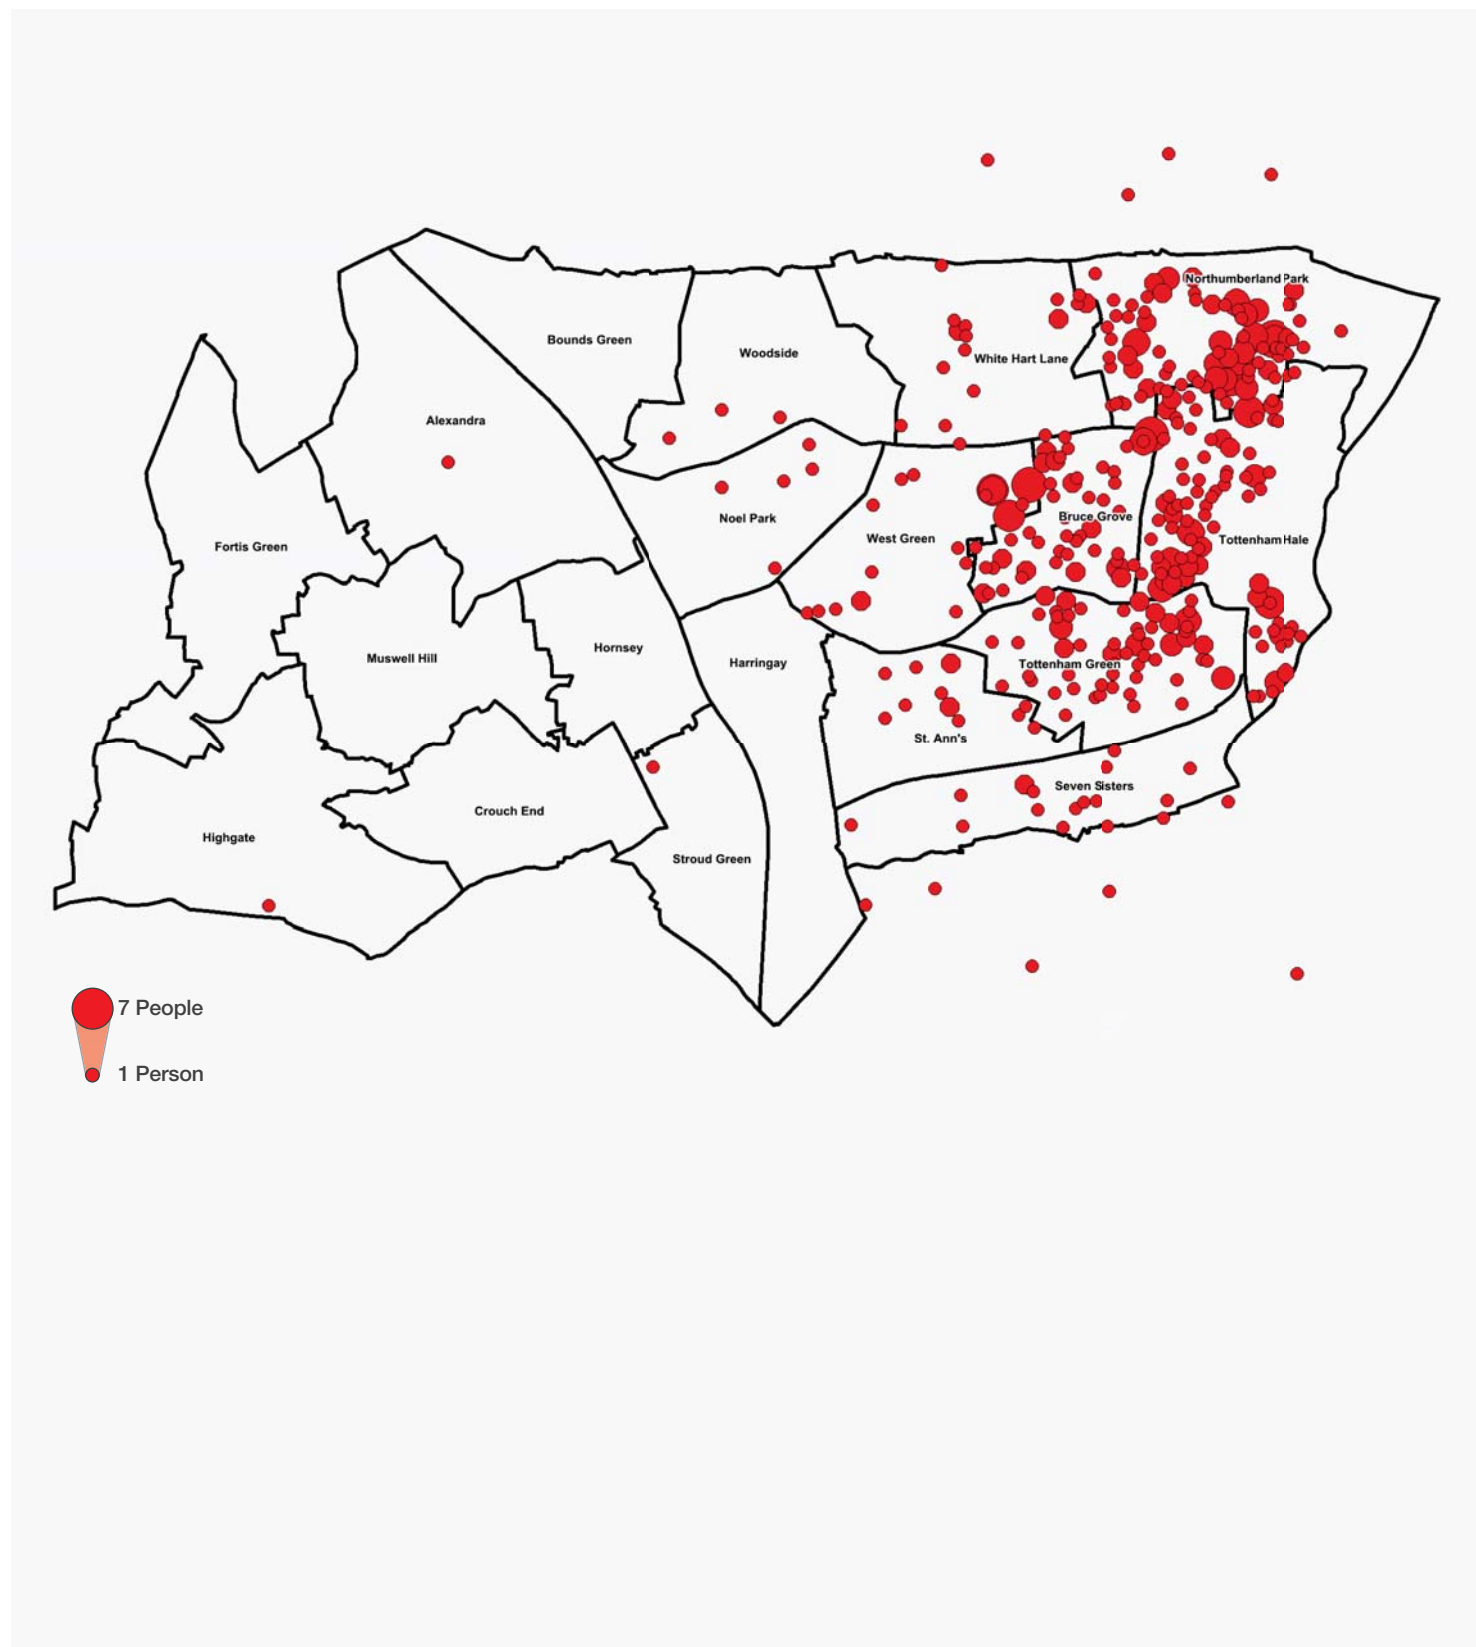 Northumberland Park
Bounds Green
Woodside
White Hart Lane
Alexandra
Noel Park
Bruce Grove
West Green
Tottenham Hale
Fortis Green
Hornsey
Muswell Hill
Harringay
Tottenham Green
St. Ann's
Seven Sisters
Crouch End
Highgate
Stroud Green
7 People
1 Person